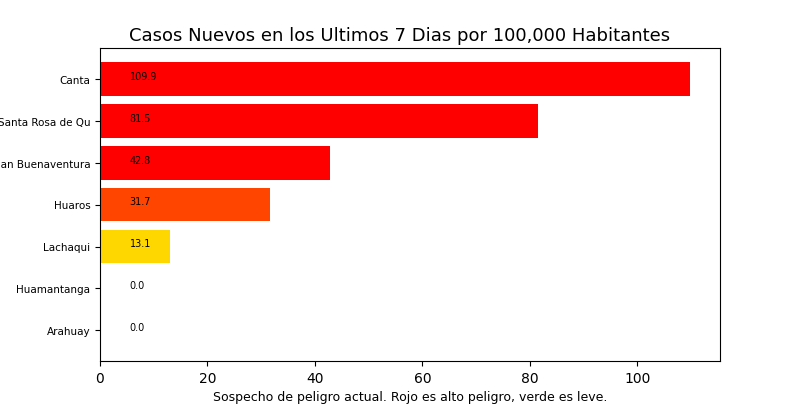 Casos Nuevos en los Ultimos 7 Dias por 100,000 Habitantes
Canta 109.9
Santa Rosa de Qu 81.5
an Buenaventura 42.8
Huaros 31.7
Lachaqui 13.1
Huamantanga 0.0
Arahuay 0.0
0 20 40 60 80 100
Sospecho de peligro actual. Rojo es alto peligro, verde es leve.